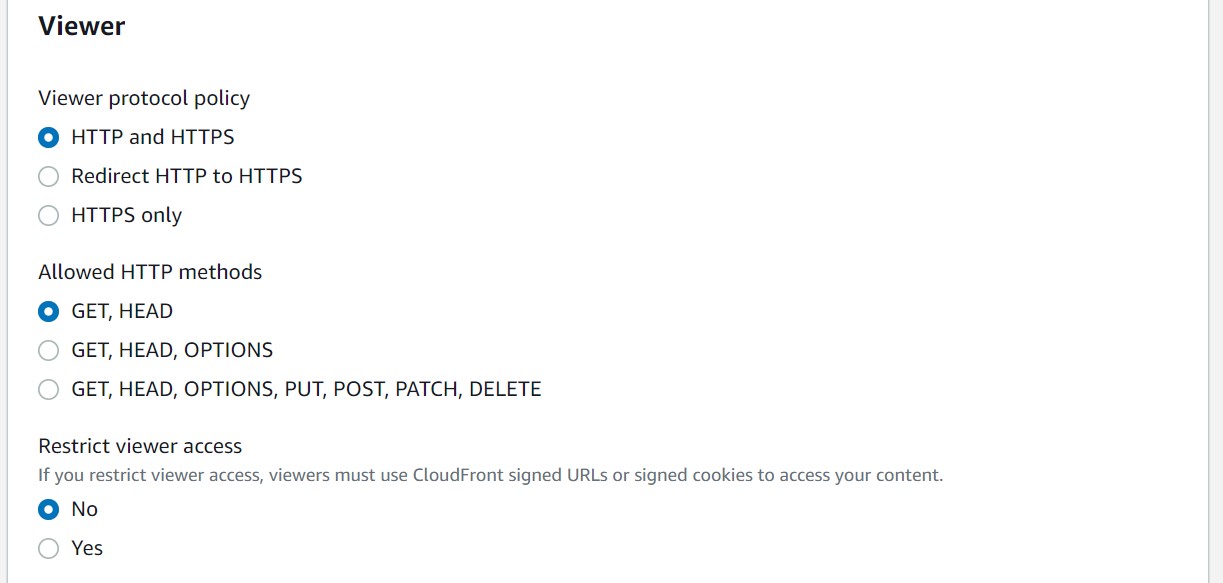 Viewer
Viewer protocol policy
HTTP and HTTPS
Redirect HTTP to HTTPS
HTTPS only
Allowed HTTP methods
GET, HEAD
GET, HEAD, OPTIONS
GET, HEAD, OPTIONS, PUT, POST, PATCH, DELETE
Restrict viewer access
If you restrict viewer access, viewers must use CloudFront signed URLs or signed cookies to access your content.
No
Yes